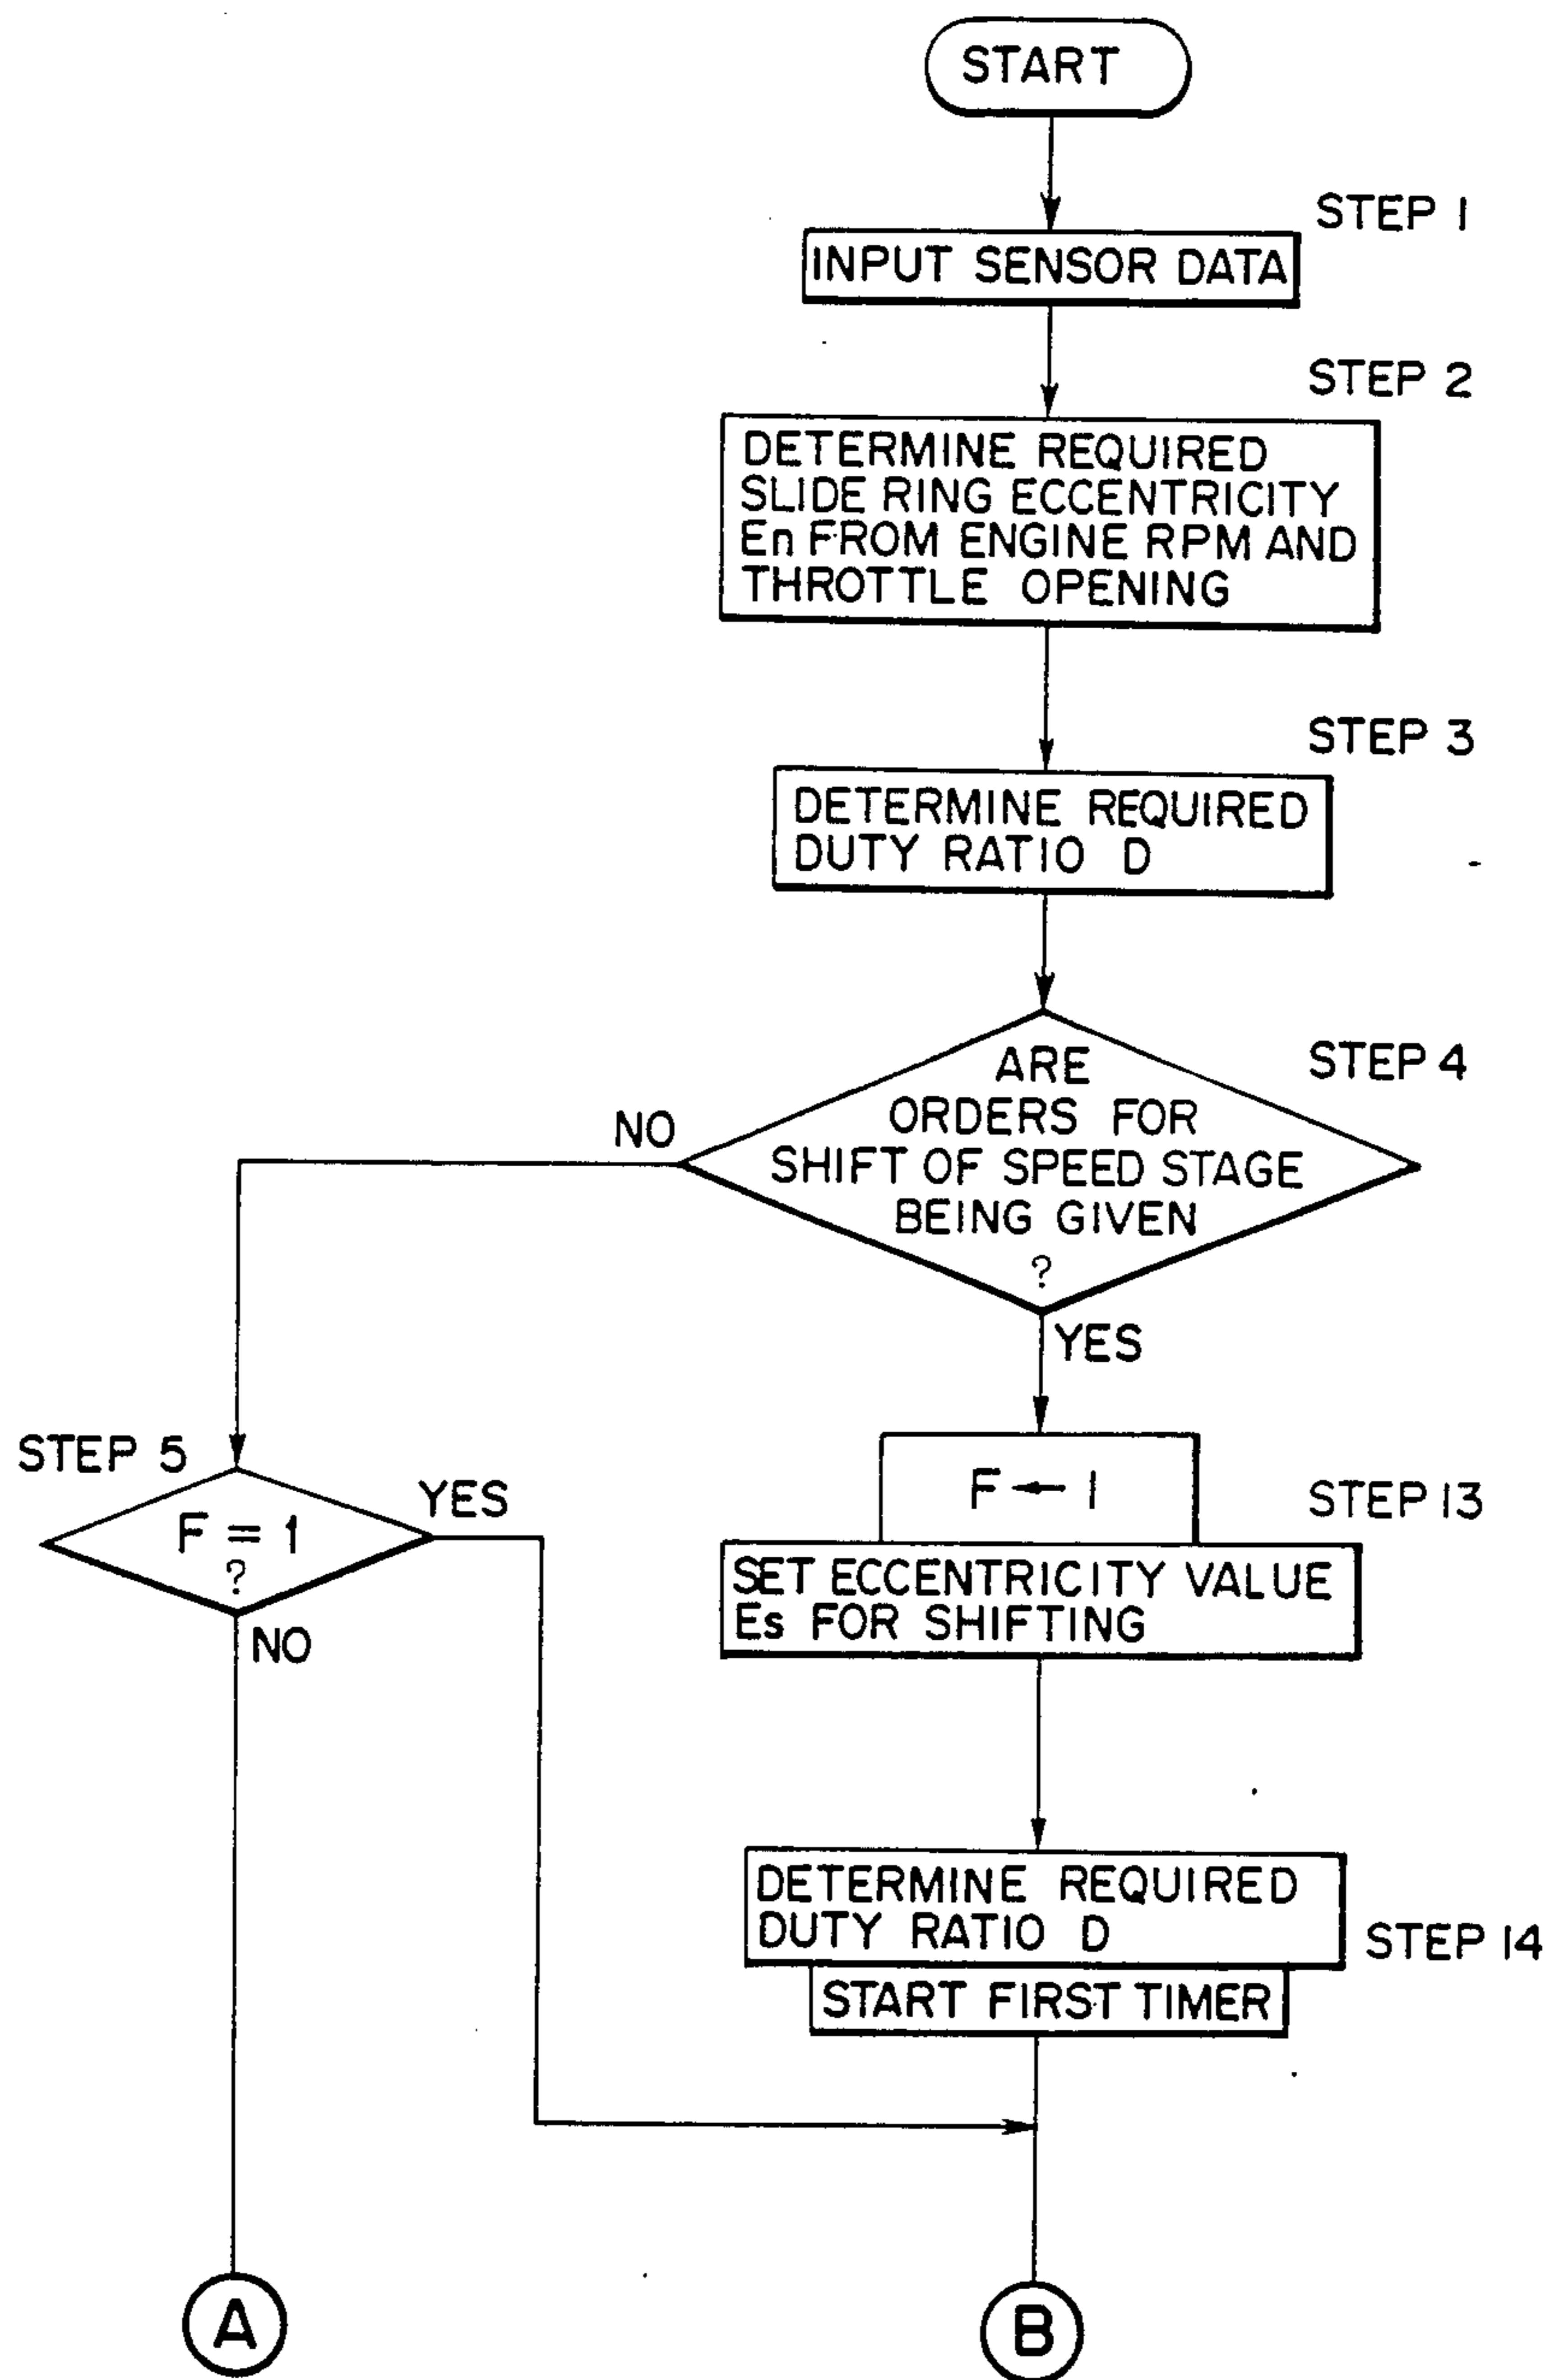 START
STEP 1
INPUT SENSOR DATA
STEP 2
DETERMINE REQUIRED
SLIDE RING ECCENTRICITY
En FROM ENGINE RPM AND
THROTTLE OPENING
STEP 3
DETERMINE REQUIRED
DUTY RATIO D
STEP 4
ARE
ORDERS FOR
SHIFT OF SPEED STAGE
BEING GIVEN
?
NO
YES
STEP 5
F = 1
?
YES
NO
F ← 1
STEP 13
SET ECCENTRICITY VALUE
Es FOR SHIFTING
DETERMINE REQUIRED
DUTY RATIO D
STEP 14
START FIRST TIMER
A
B